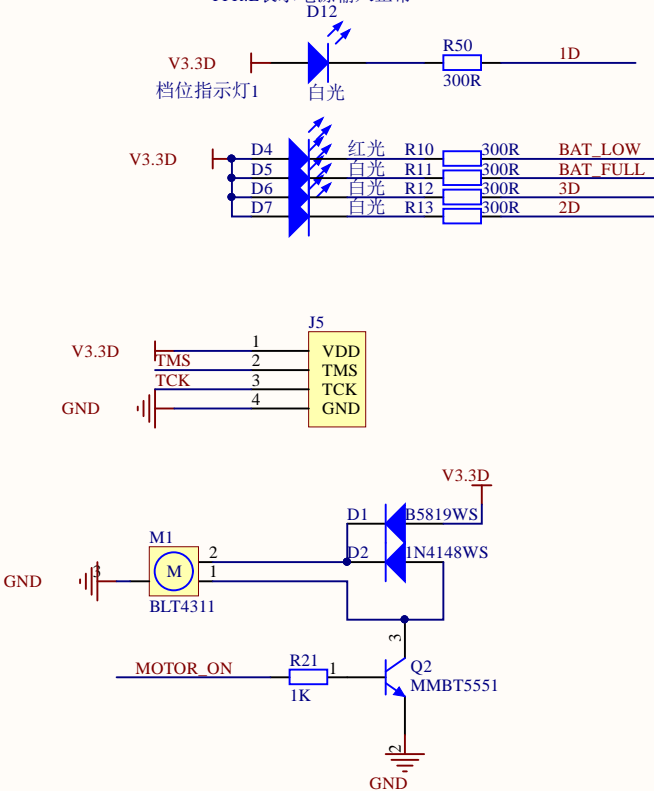 D12
V3.3D
R50
1D
档位指示灯1
白光
300R
V3.3D
D4
红光
R10
300R
BAT_LOW
D5
白光
R11
300R
BAT_FULL
D6
白光
R12
300R
3D
D7
白光
R13
300R
2D
J5
V3.3D
1
VDD
TMS
2
TMS
TCK
3
TCK
GND
4
GND
V3.3D
D1
B5819WS
M1
2
D2
1N4148WS
GND
3
M
1
BLT4311
3
MOTOR_ON
R21
1
Q2
1K
MMBT5551
2
GND